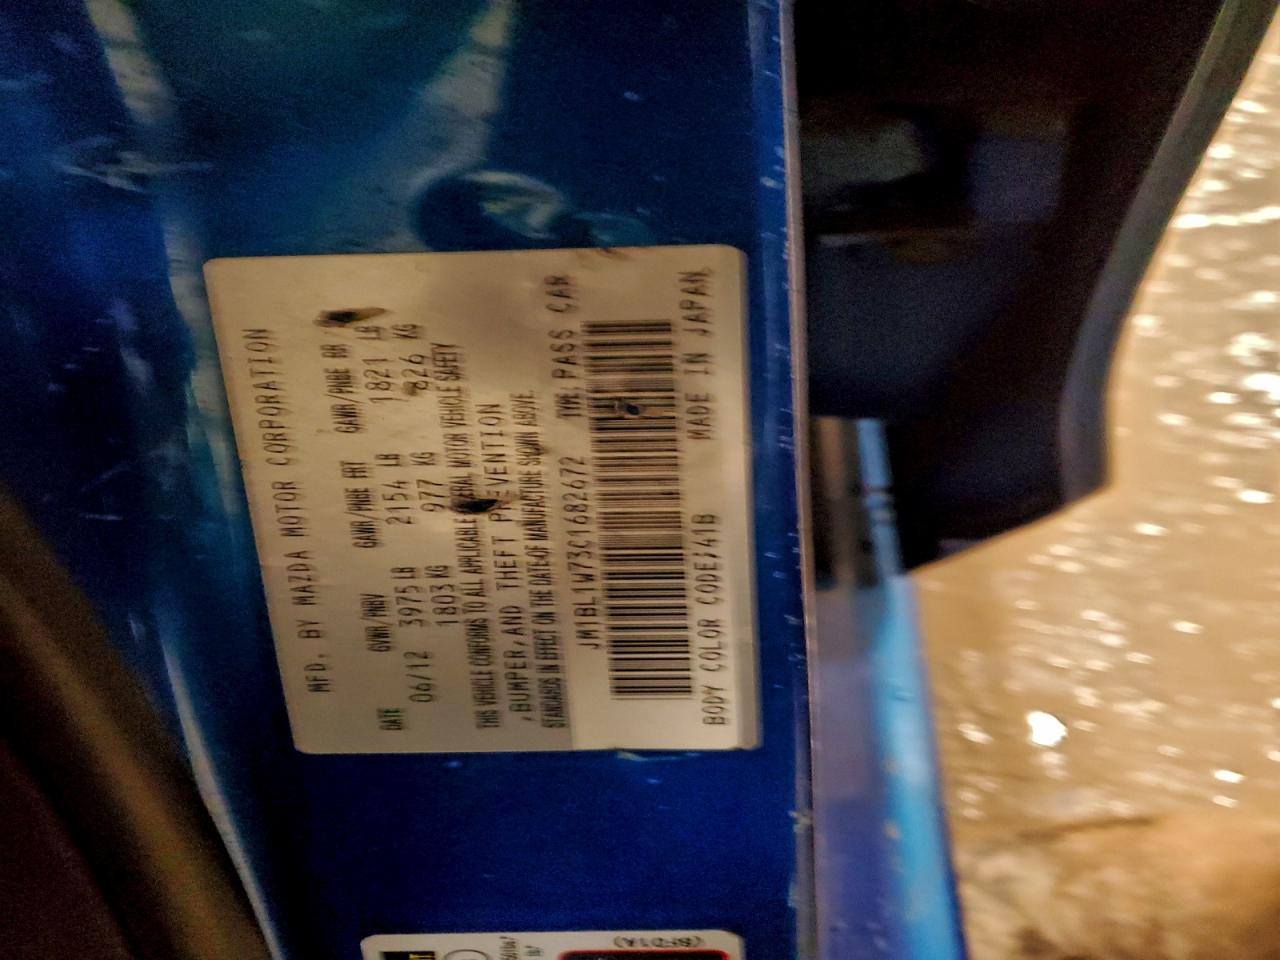 MFD. BY MAZDA MOTOR CORPORATION
DATE GVWR/PNBV GAWR/PNBE FRT GAWR/PNBE RR
06/12 3975 LB 2154 LB 1821 LB
1803 KG 977 KG 826 KG
THIS VEHICLE CONFORMS TO ALL APPLICABLE MOTOR VEHICLE SAFETY
,BUMPER,AND THEFT PREVENTION
STANDARDS IN EFFECT ON THE DATE OF MANUFACTURE SHOWN ABOVE.
JM1BL1W73C1682672 TYPE PASS CAR
BODY COLOR CODE;41B MADE IN JAPAN
(BFD1A)